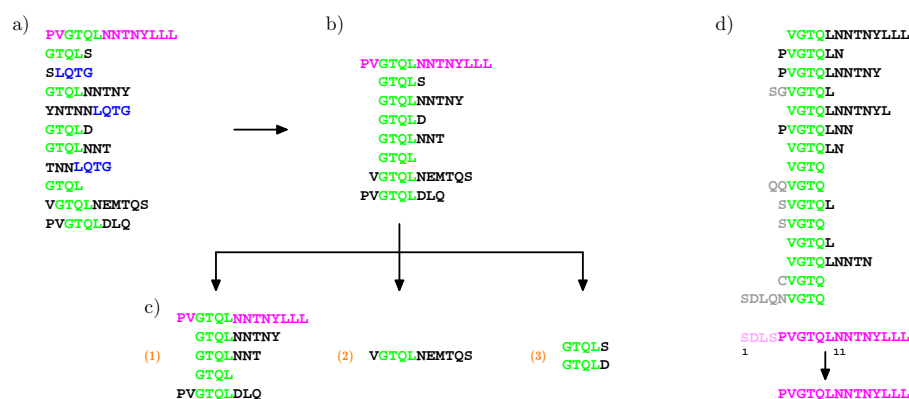 a)
PVGTQLNNTNYLLL
GTQLS
SLQTG
GTQLNNTNY
YNTNNLQTG
GTQLD
GTQLNNT
TNNLQTG
GTQL
VGTQLNEMTQS
PVGTQLDLQ
b)
PVGTQLNNTNYLLL
GTQLS
GTQLNNTNY
GTQLD
GTQLNNT
GTQL
VGTQLNEMTQS
PVGTQLDLQ
c)
(1)
PVGTQLNNTNYLLL
GTQLNNTNY
GTQLNNT
GTQL
PVGTQLDLQ
(2)
VGTQLNEMTQS
(3)
GTQLS
GTQLD
d)
VGTQLNNTNYLLL
PVGTQLN
PVGTQLNNTNY
SGVGTQL
VGTQLNNTNYL
PVGTQLNN
VGTQLN
VGTQ
QQVGTQ
SVGTQL
SVGTQ
VGTQL
VGTQLNNTN
CVGTQ
SDLQNVGTQ
SDLSPVGTQLNNTNYLLL
1 11
PVGTQLNNTNYLLL